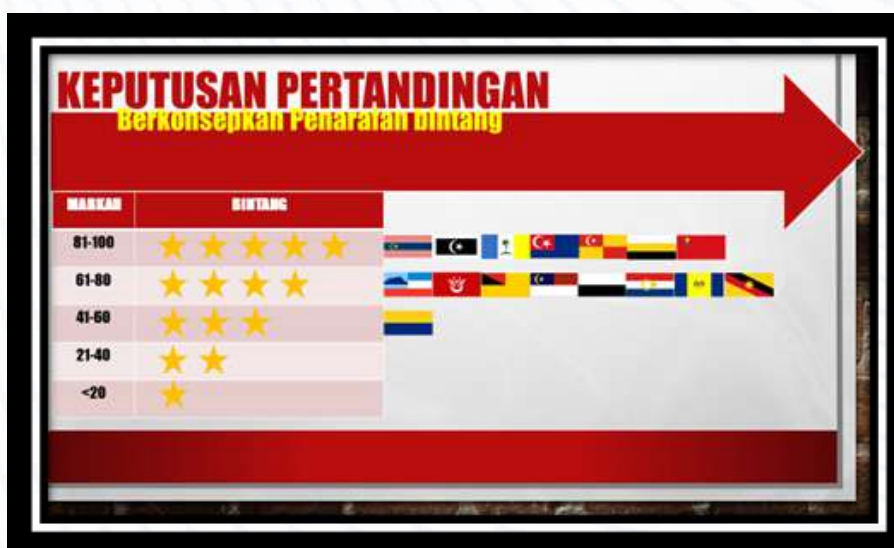 KEPUTUSAN PERTANDINGAN
Berkonsepkan Penarafan bintang
MARKAH BINTANG
81-100
61-80
41-60
21-40
<20